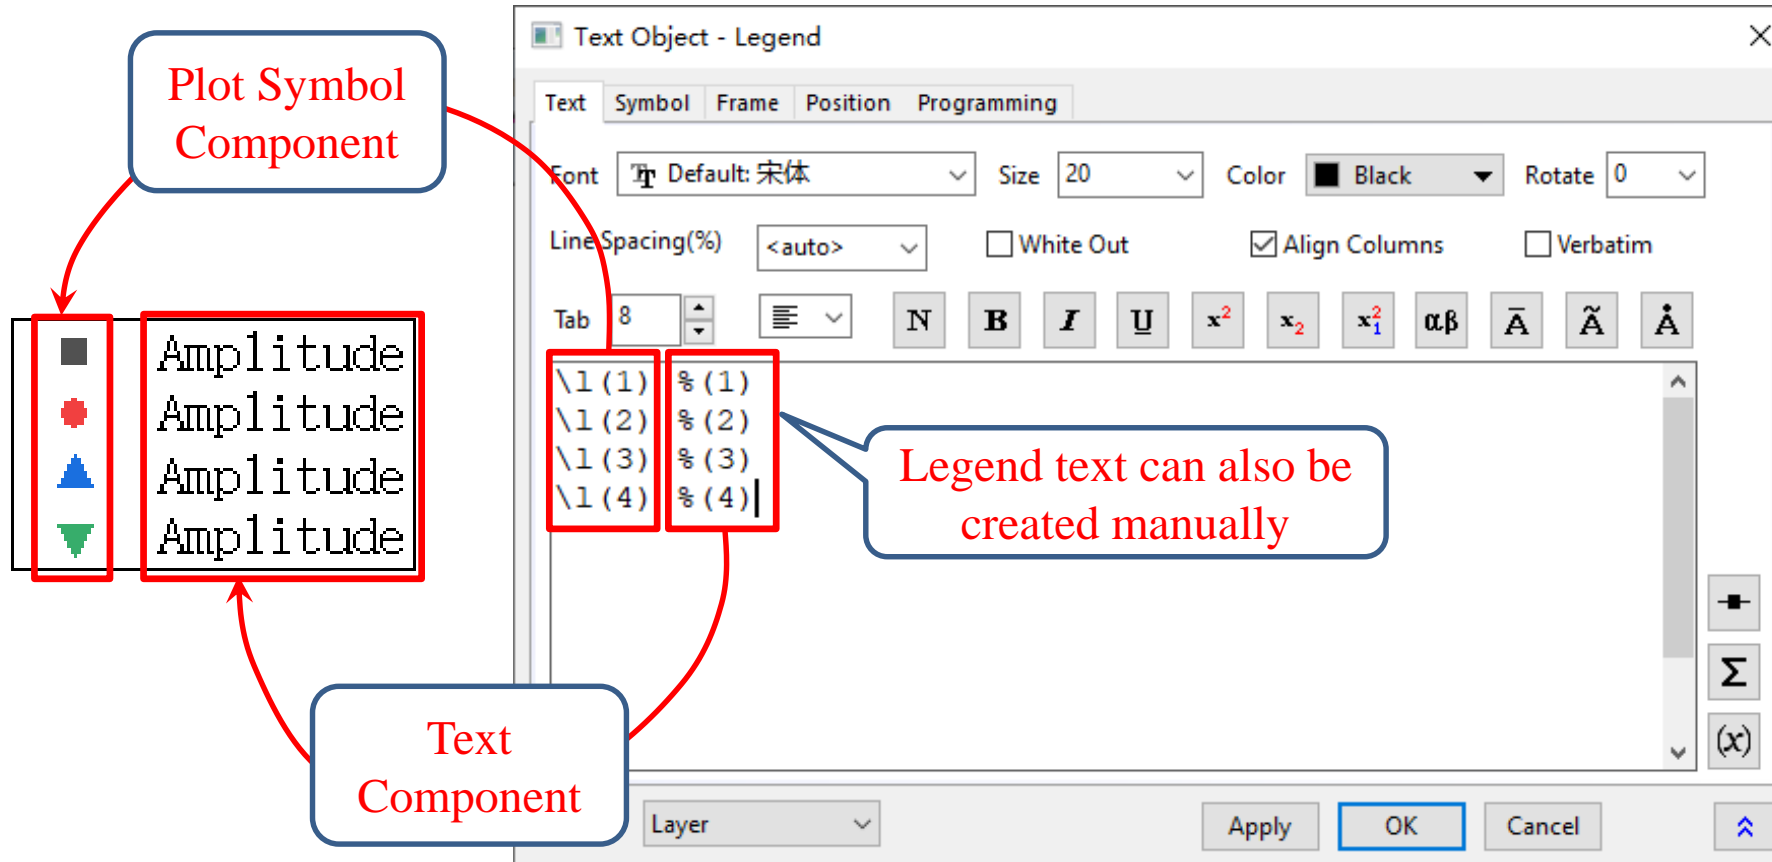 Plot Symbol
Component
Amplitude
Amplitude
Amplitude
Amplitude
Text
Component
Text Object - Legend
Text Symbol Frame Position Programming
Font Default: 宋体 Size 20 Color Black Rotate 0
Line Spacing(%) <auto> White Out Align Columns Verbatim
Tab 8 N B I U x² x₂ x²₁ αβ Ā Ã Å
\l(1) %(1)
\l(2) %(2)
\l(3) %(3)
\l(4) %(4)
Legend text can also be
created manually
Σ
(x)
Layer Apply OK Cancel